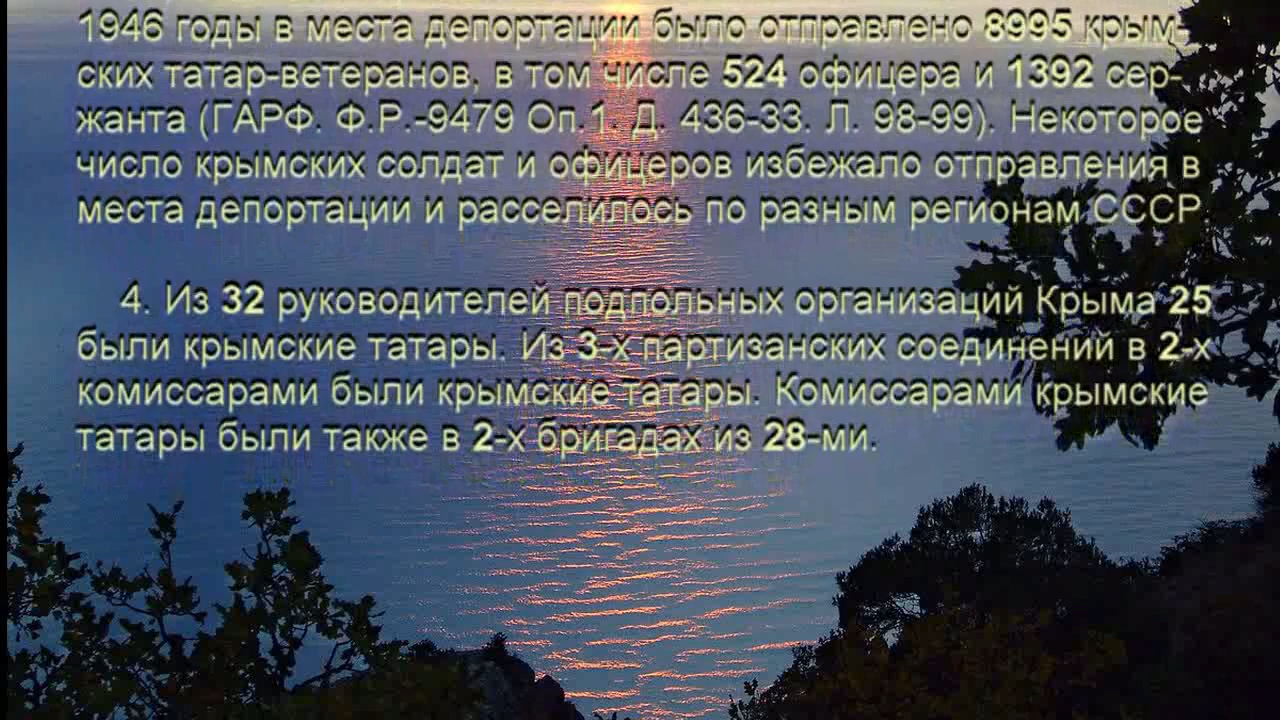 1946 годы в места депортации было отправлено 8995 крым-
ских татар-ветеранов, в том числе 524 офицера и 1392 сер-
жанта (ГАРФ. Ф.Р.-9479 Оп.1. Д. 436-33. Л. 98-99). Некоторое
число крымских солдат и офицеров избежало отправления в
места депортации и расселилось по разным регионам СССР
4. Из 32 руководителей подпольных организаций Крыма 25
были крымские татары. Из 3-х партизанских соединений в 2-х
комиссарами были крымские татары. Комиссарами крымские
татары были также в 2-х бригадах из 28-ми.